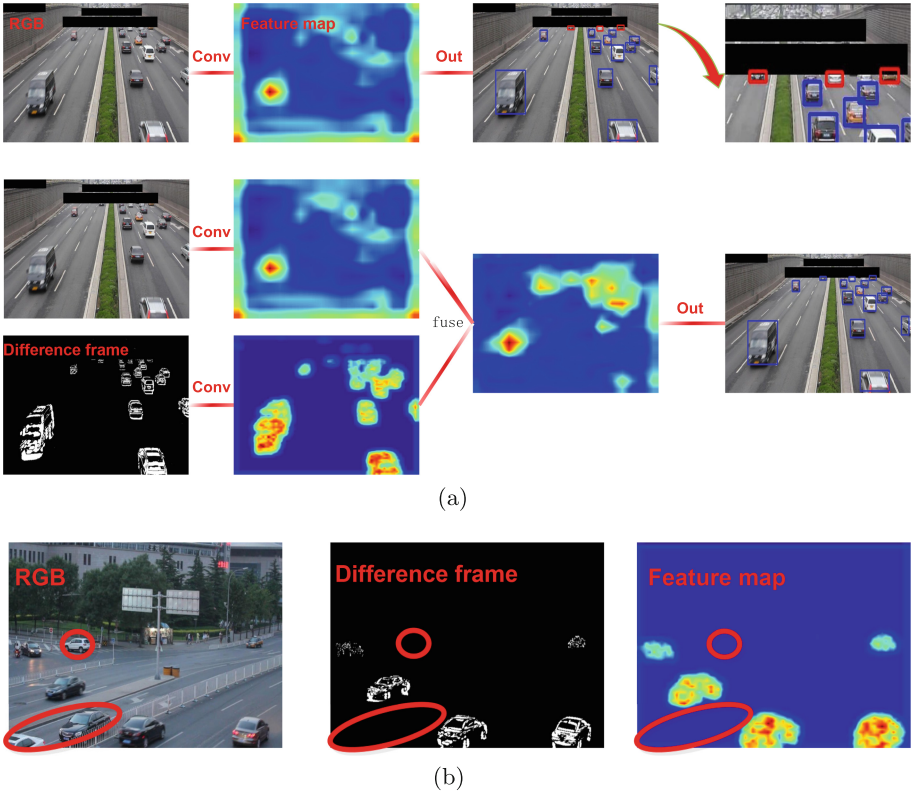 RGB
Conv
Feature map
Out
Conv
fuse
Out
Difference frame
Conv
(a)
RGB
Difference frame
Feature map
(b)